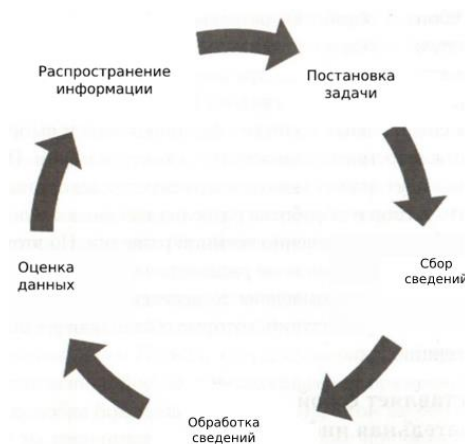 Распространение
информации
Постановка
задачи
Сбор
сведений
Обработка
сведений
Оценка
данных